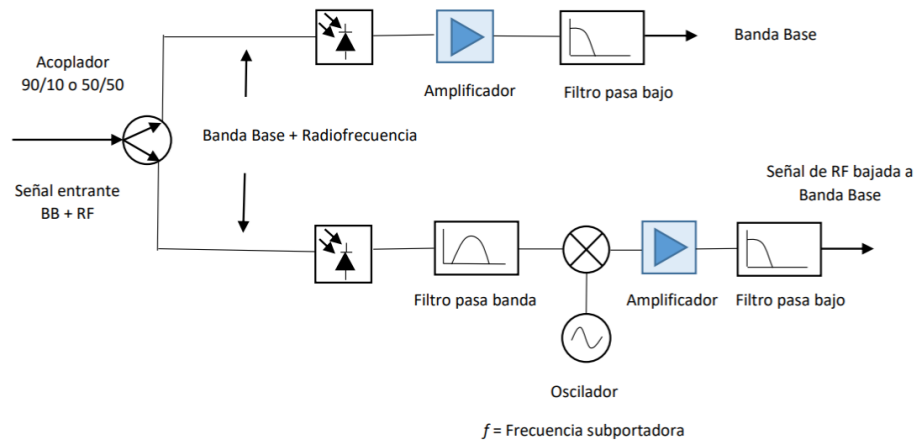 Acoplador
90/10 o 50/50
Señal entrante
BB + RF
Banda Base + Radiofrecuencia
Amplificador
Filtro pasa bajo
Banda Base
Filtro pasa banda
Oscilador
f = Frecuencia subportadora
Amplificador
Filtro pasa bajo
Señal de RF bajada a
Banda Base